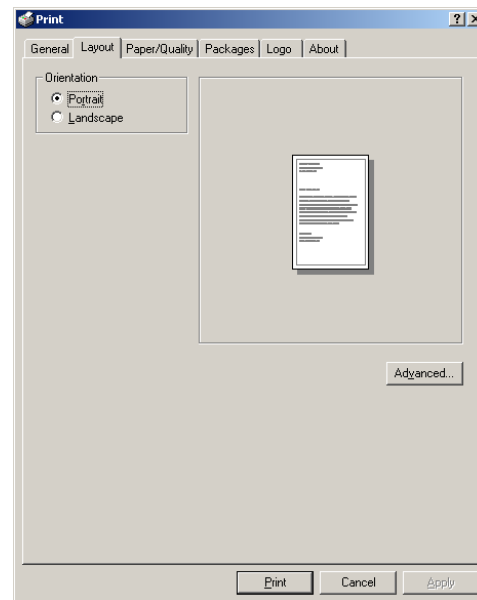 Print
General Layout Paper/Quality Packages Logo About
Orientation
Portrait
Landscape
Advanced...
Print Cancel Apply